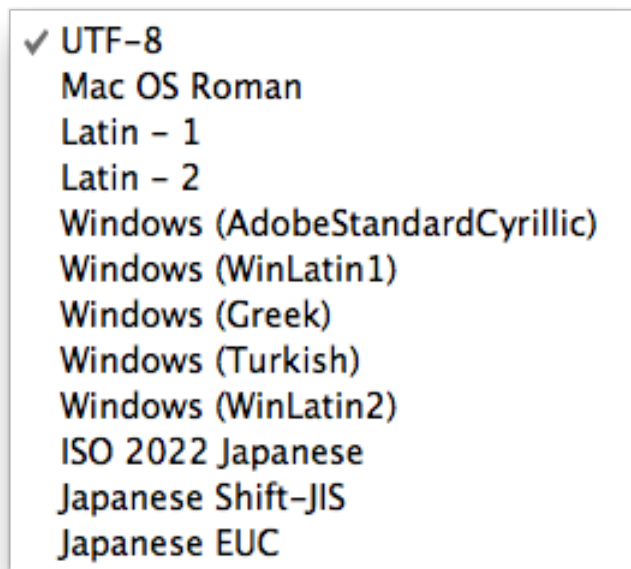 ✓ UTF-8
Mac OS Roman
Latin - 1
Latin - 2
Windows (AdobeStandardCyrillic)
Windows (WinLatin1)
Windows (Greek)
Windows (Turkish)
Windows (WinLatin2)
ISO 2022 Japanese
Japanese Shift-JIS
Japanese EUC